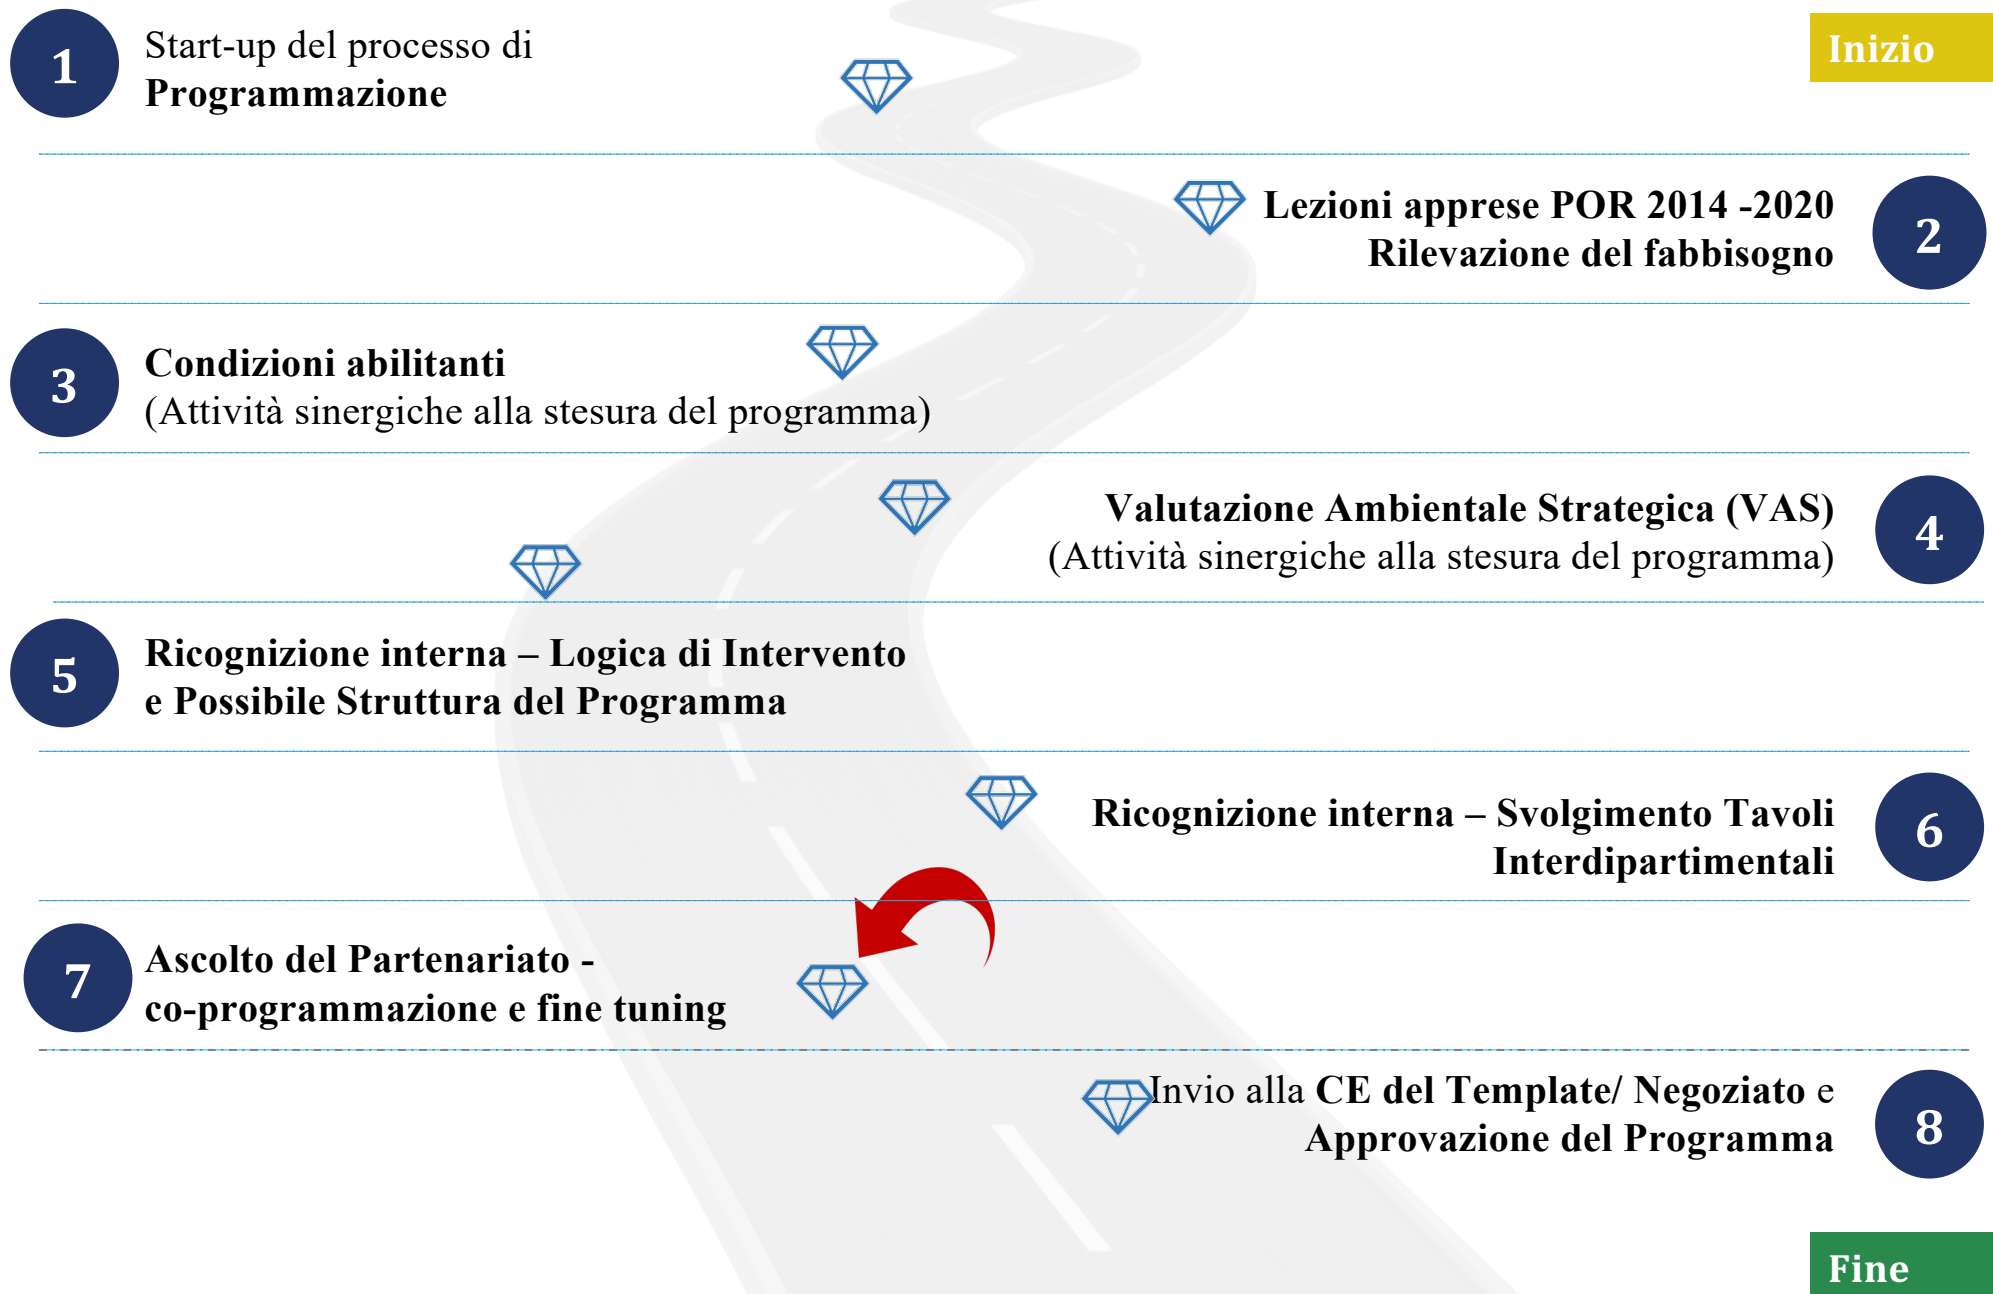 1
Start-up del processo di
Programmazione
Inizio
Lezioni apprese POR 2014 -2020
Rilevazione del fabbisogno
2
3
Condizioni abilitanti
(Attività sinergiche alla stesura del programma)
Valutazione Ambientale Strategica (VAS)
(Attività sinergiche alla stesura del programma)
4
5
Ricognizione interna – Logica di Intervento
e Possibile Struttura del Programma
Ricognizione interna – Svolgimento Tavoli
Interdipartimentali
6
7
Ascolto del Partenariato -
co-programmazione e fine tuning
Invio alla CE del Template/ Negoziato e
Approvazione del Programma
8
Fine